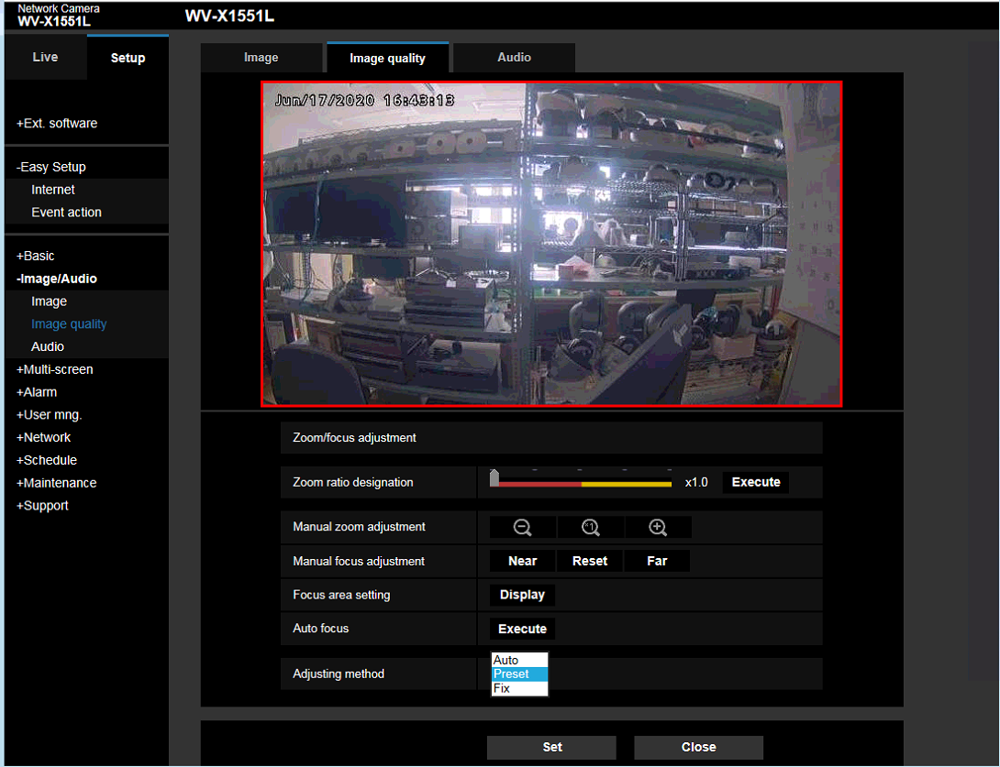 Network Camera
WV-X1551L
WV-X1551L
Live
Setup
Image
Image quality
Audio
Jun/17/2020 16:43:13
+Ext. software
-Easy Setup
Internet
Event action
+Basic
-Image/Audio
Image
Image quality
Audio
+Multi-screen
+Alarm
+User mng.
+Network
+Schedule
+Maintenance
+Support
Zoom/focus adjustment
Zoom ratio designation
x1.0
Execute
Manual zoom adjustment
×1
Manual focus adjustment
Near
Reset
Far
Focus area setting
Display
Auto focus
Execute
Adjusting method
Auto
Preset
Fix
Set
Close